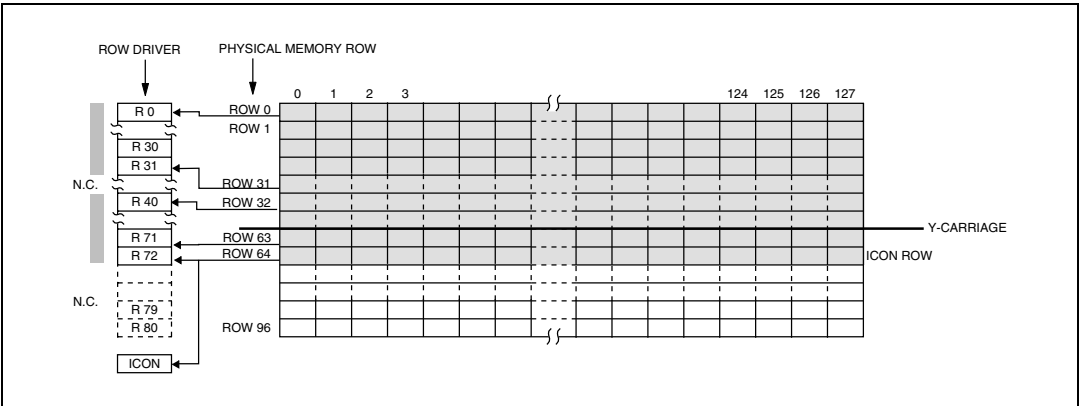 ROW DRIVER PHYSICAL MEMORY ROW
0 1 2 3 124 125 126 127
R 0 ROW 0
ROW 1
R 30
R 31
N.C. ROW 31
R 40 ROW 32
Y-CARRIAGE
R 71 ROW 63
R 72 ROW 64 ICON ROW
N.C.
R 79
R 80 ROW 96
ICON